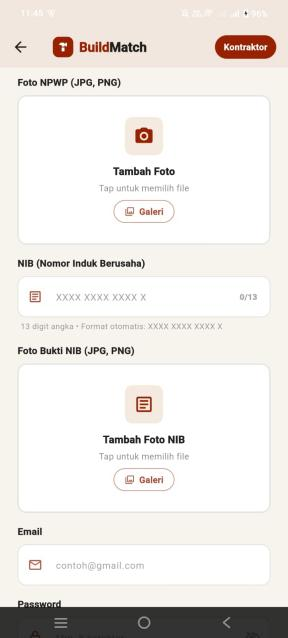 11:45
96%
BuildMatch
Kontraktor
Foto NPWP (JPG, PNG)
Tambah Foto
Tap untuk memilih file
Galeri
NIB (Nomor Induk Berusaha)
XXXX XXXX XXXX X
0/13
13 digit angka • Format otomatis: XXXX XXXX XXXX X
Foto Bukti NIB (JPG, PNG)
Tambah Foto NIB
Tap untuk memilih file
Galeri
Email
contoh@gmail.com
Password